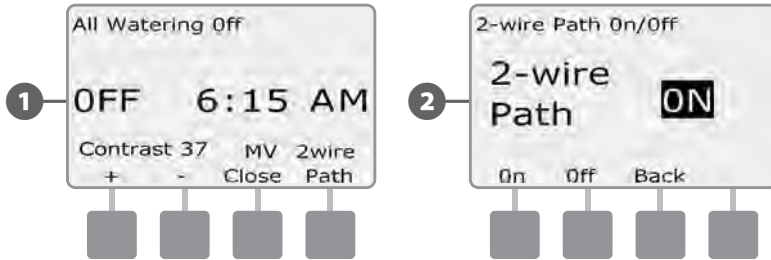 1
All Watering Off
OFF 6:15 AM
Contrast 37 MV 2wire
+ - Close Path
2
2-wire Path On/Off
2-wire
Path ON
On Off Back